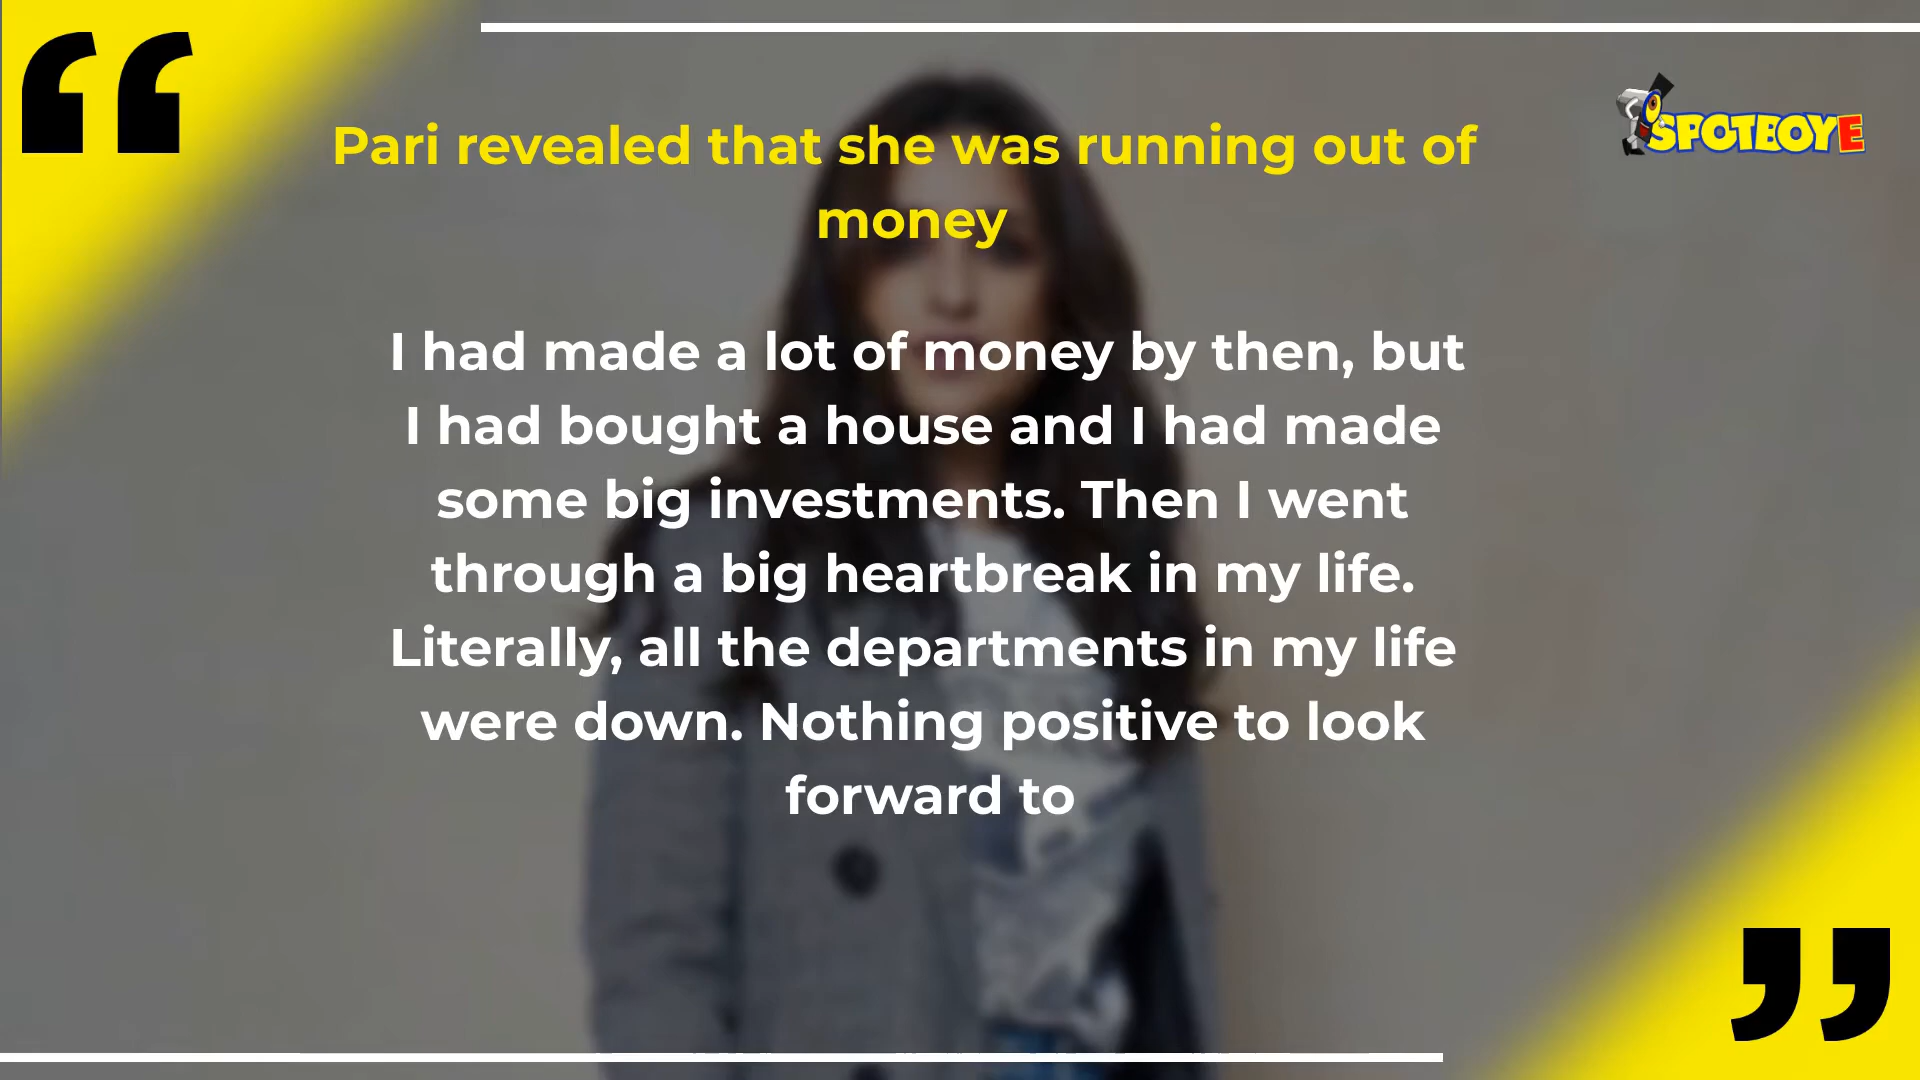 SPOTBOYE
Pari revealed that she was running out of
money
I had made a lot of money by then, but
I had bought a house and I had made
some big investments. Then I went
through a big heartbreak in my life.
Literally, all the departments in my life
were down. Nothing positive to look
forward to